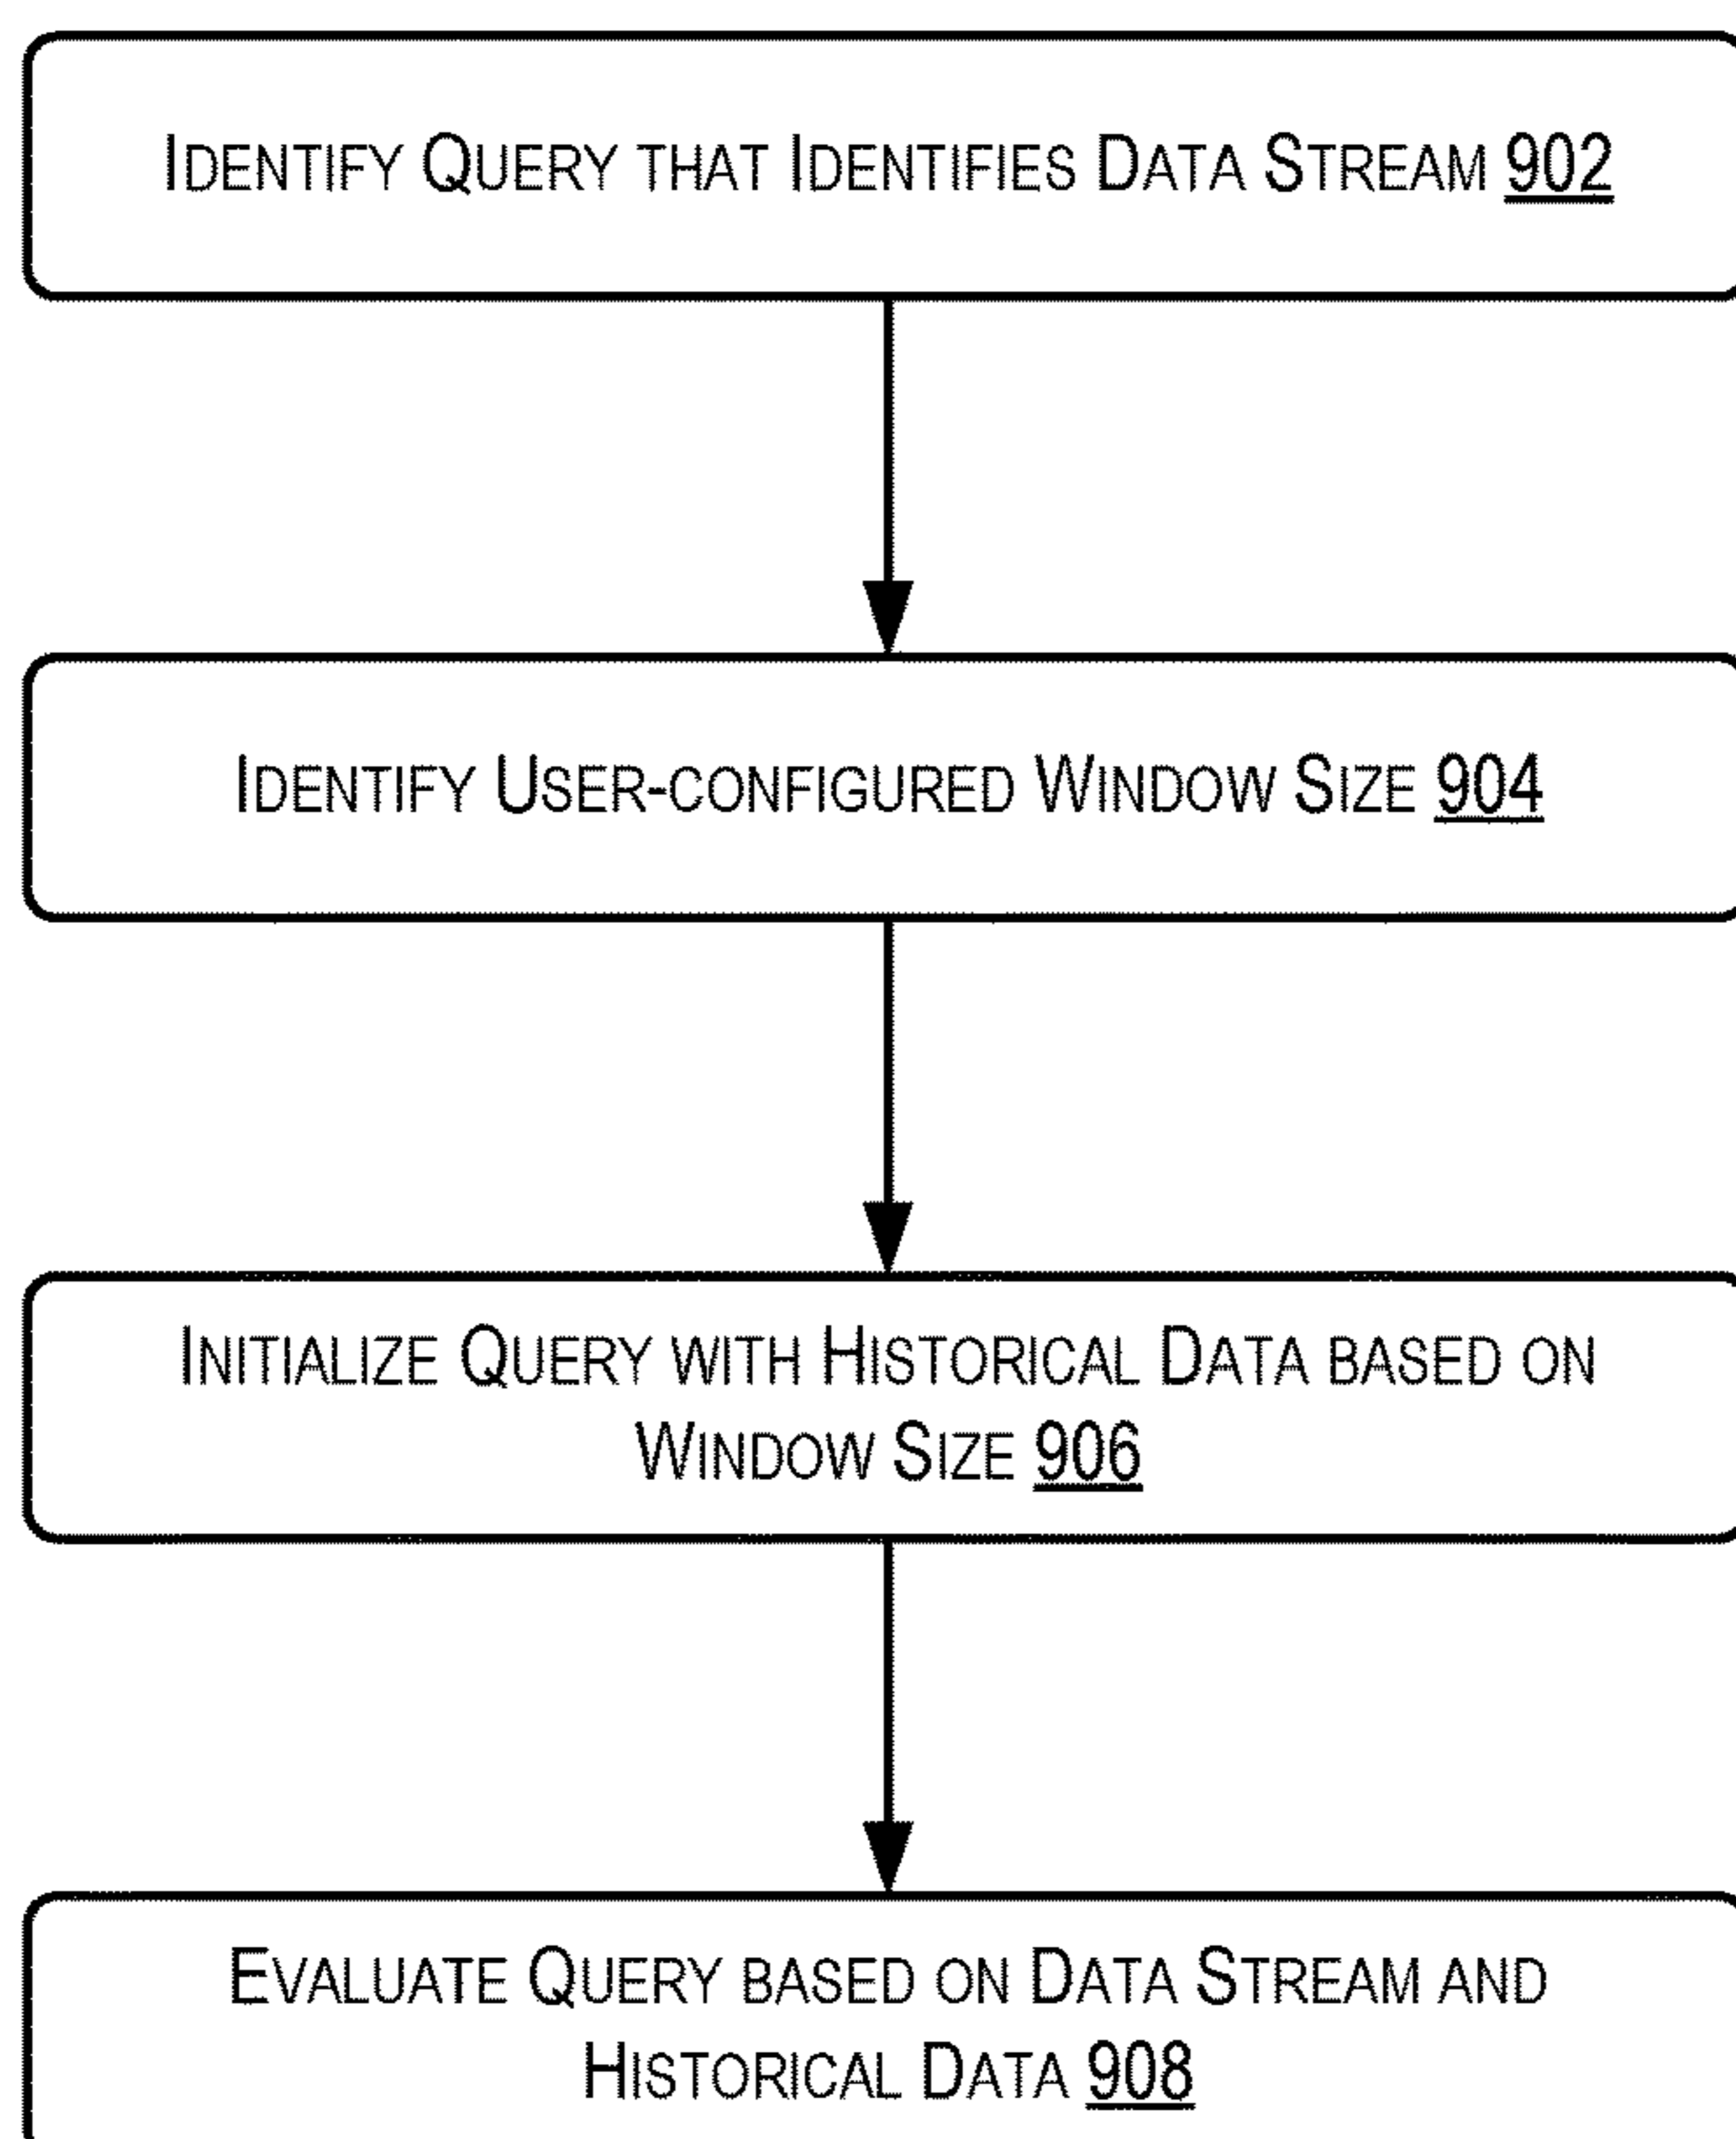 IDENTIFY QUERY THAT IDENTIFIES DATA STREAM 902
IDENTIFY USER-CONFIGURED WINDOW SIZE 904
INITIALIZE QUERY WITH HISTORICAL DATA BASED ON
WINDOW SIZE 906
EVALUATE QUERY BASED ON DATA STREAM AND
HISTORICAL DATA 908